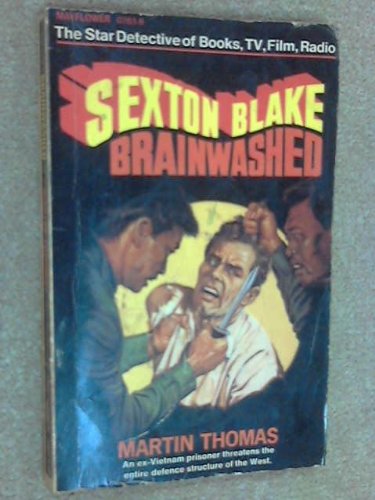 MAYFLOWER
The Star Detective of Books, TV, Film, Radio
SEXTON BLAKE
BRAINWASHED
MARTIN THOMAS
An ex-Vietnam prisoner threatens the
entire defence structure of the West.